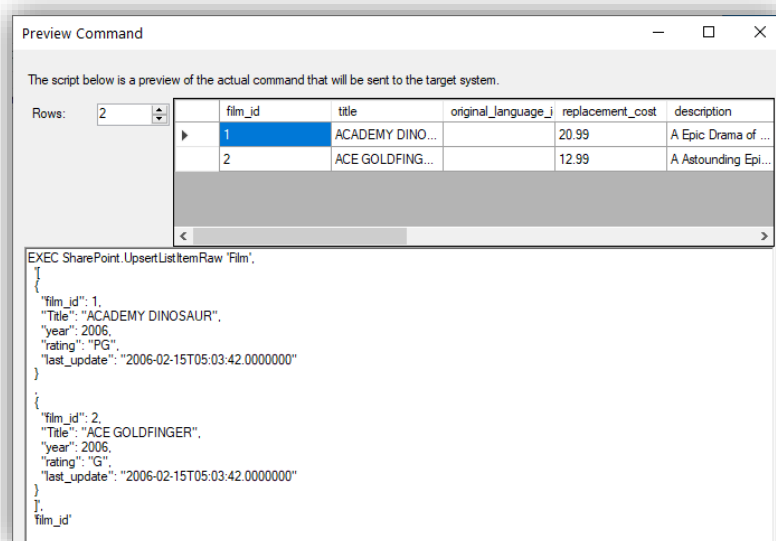 Preview Command
The script below is a preview of the actual command that will be sent to the target system.
Rows: 2
film_id title original_language_i replacement_cost description
1 ACADEMY DINO... 20.99 A Epic Drama of ...
2 ACE GOLDFING... 12.99 A Astounding Epi...
EXEC SharePoint.UpsertListItemRaw 'Film',
'[
{
"film_id": 1,
"Title": "ACADEMY DINOSAUR",
"year": 2006,
"rating": "PG",
"last_update": "2006-02-15T05:03:42.0000000"
}
,
{
"film_id": 2,
"Title": "ACE GOLDFINGER",
"year": 2006,
"rating": "G",
"last_update": "2006-02-15T05:03:42.0000000"
}
]',
'film_id'